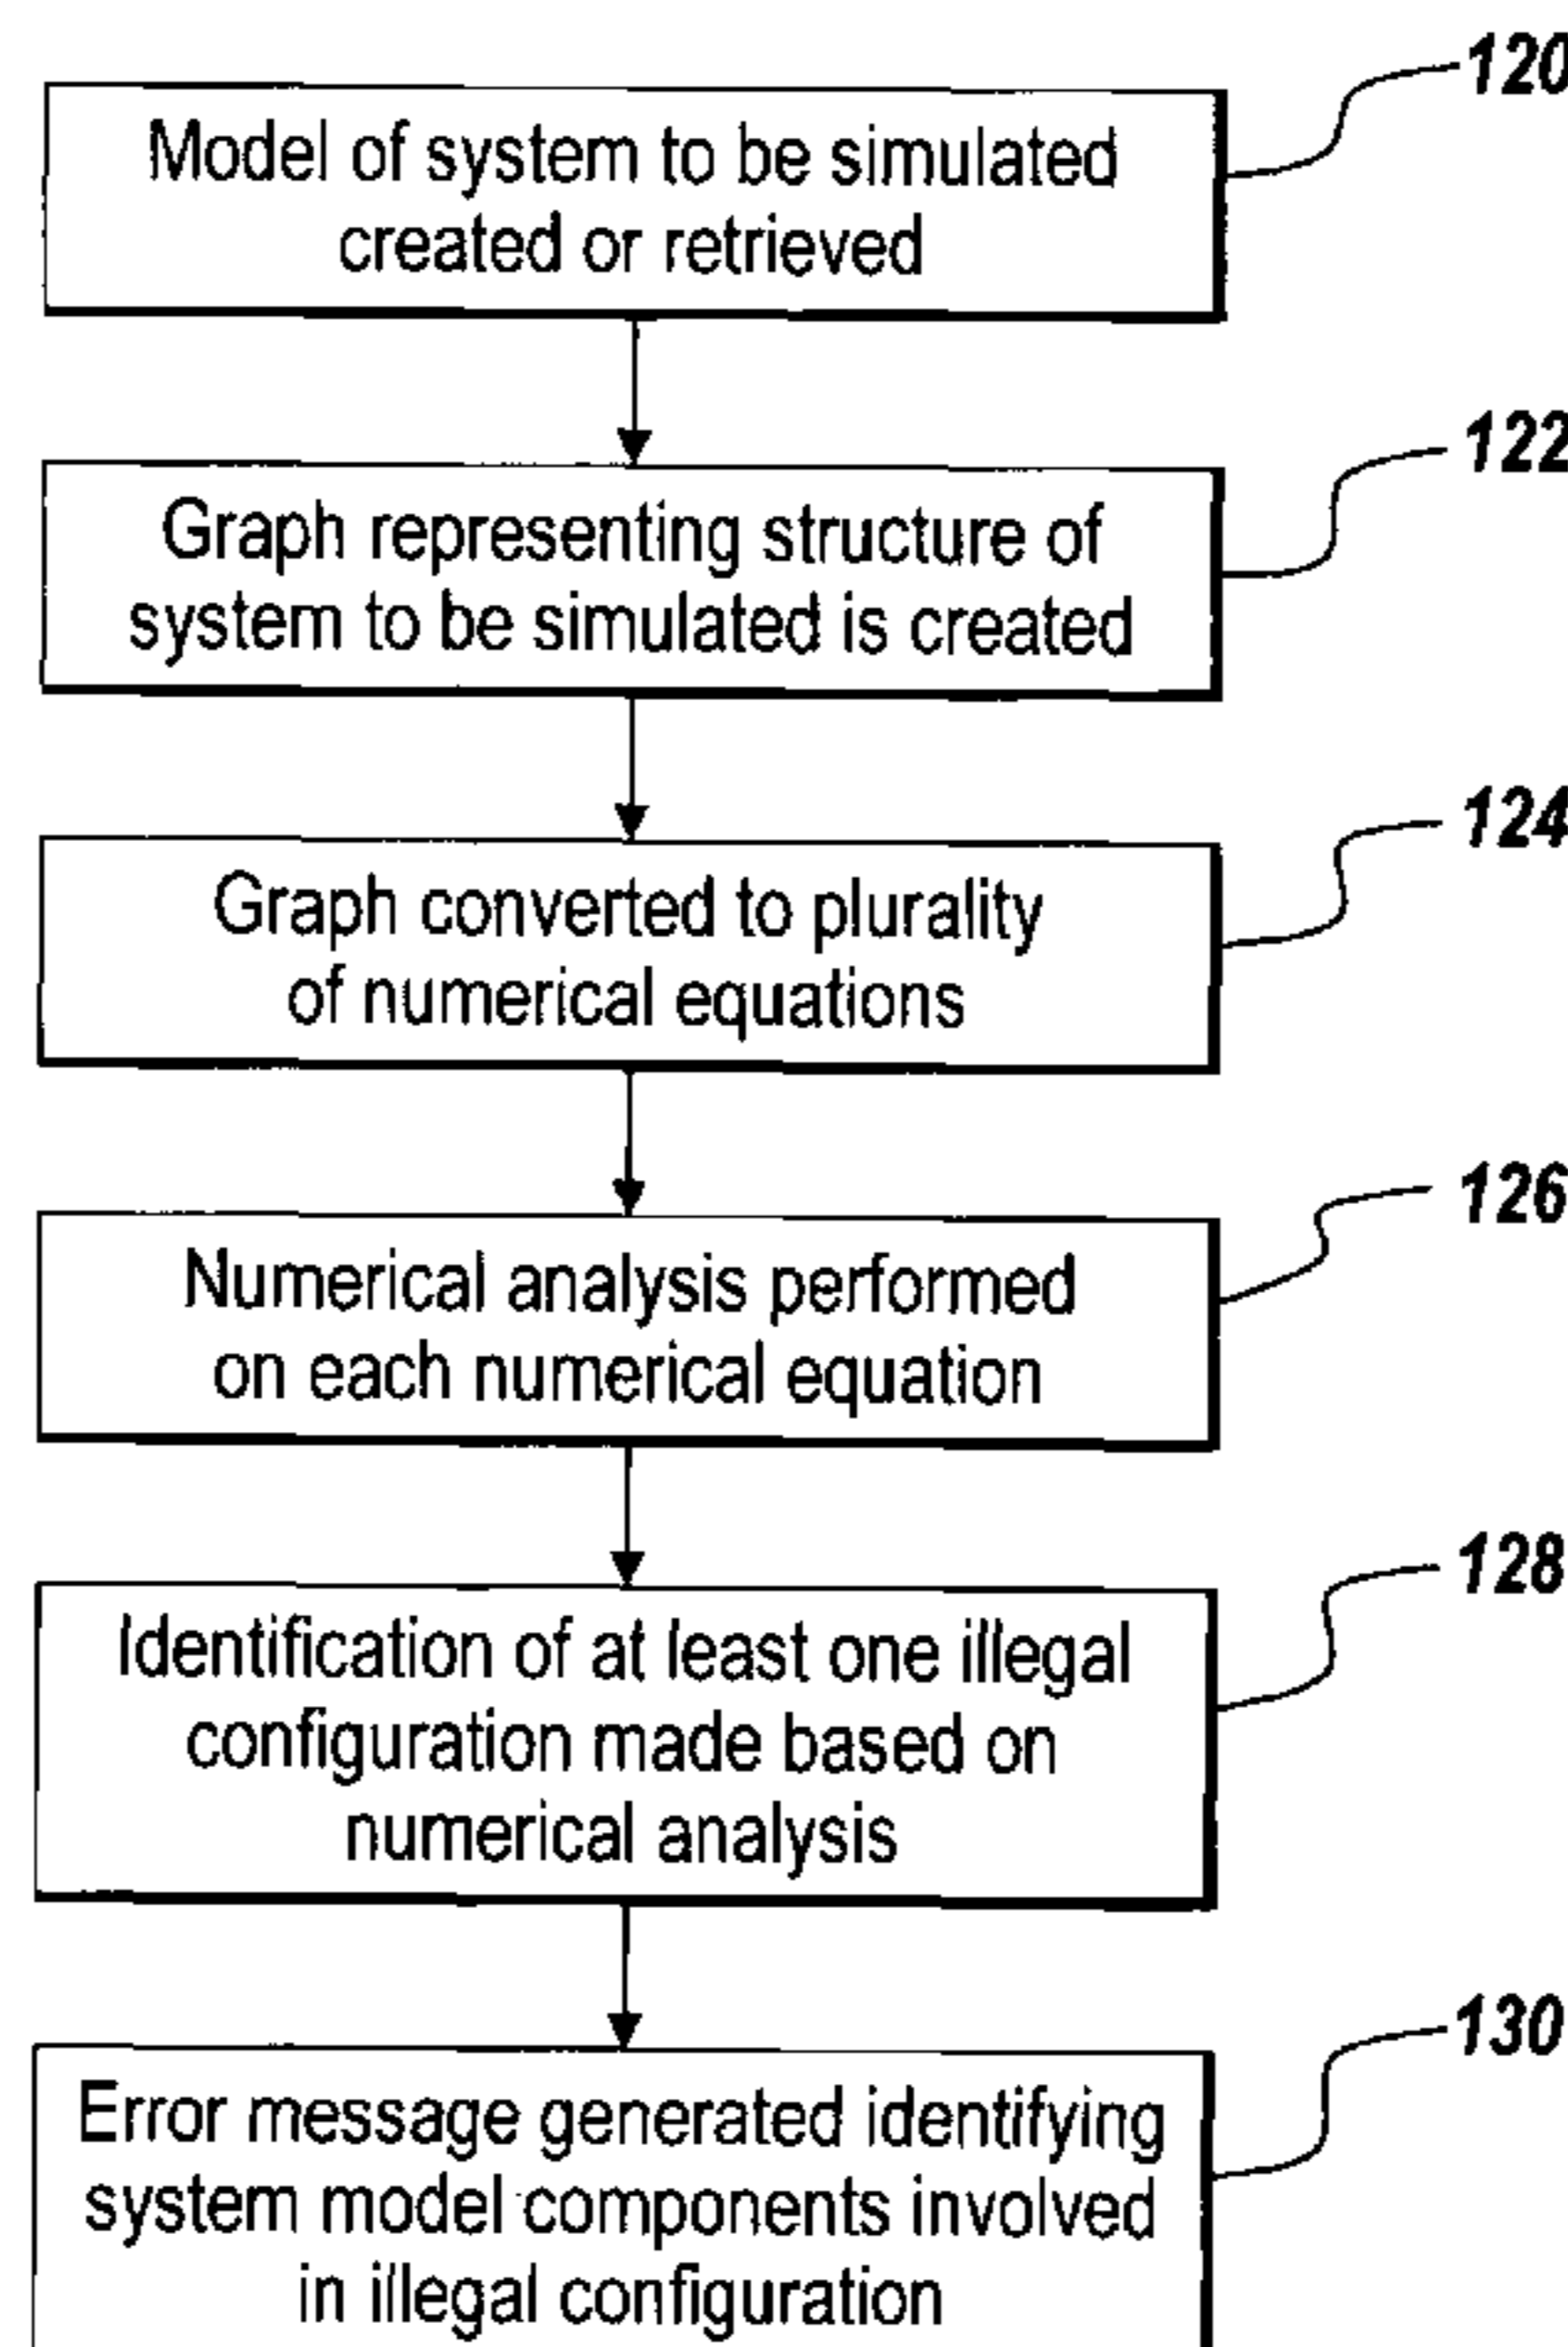 120
Model of system to be simulated
created or retrieved
122
Graph representing structure of
system to be simulated is created
124
Graph converted to plurality
of numerical equations
126
Numerical analysis performed
on each numerical equation
128
Identification of at least one illegal
configuration made based on
numerical analysis
130
Error message generated identifying
system model components involved
in illegal configuration